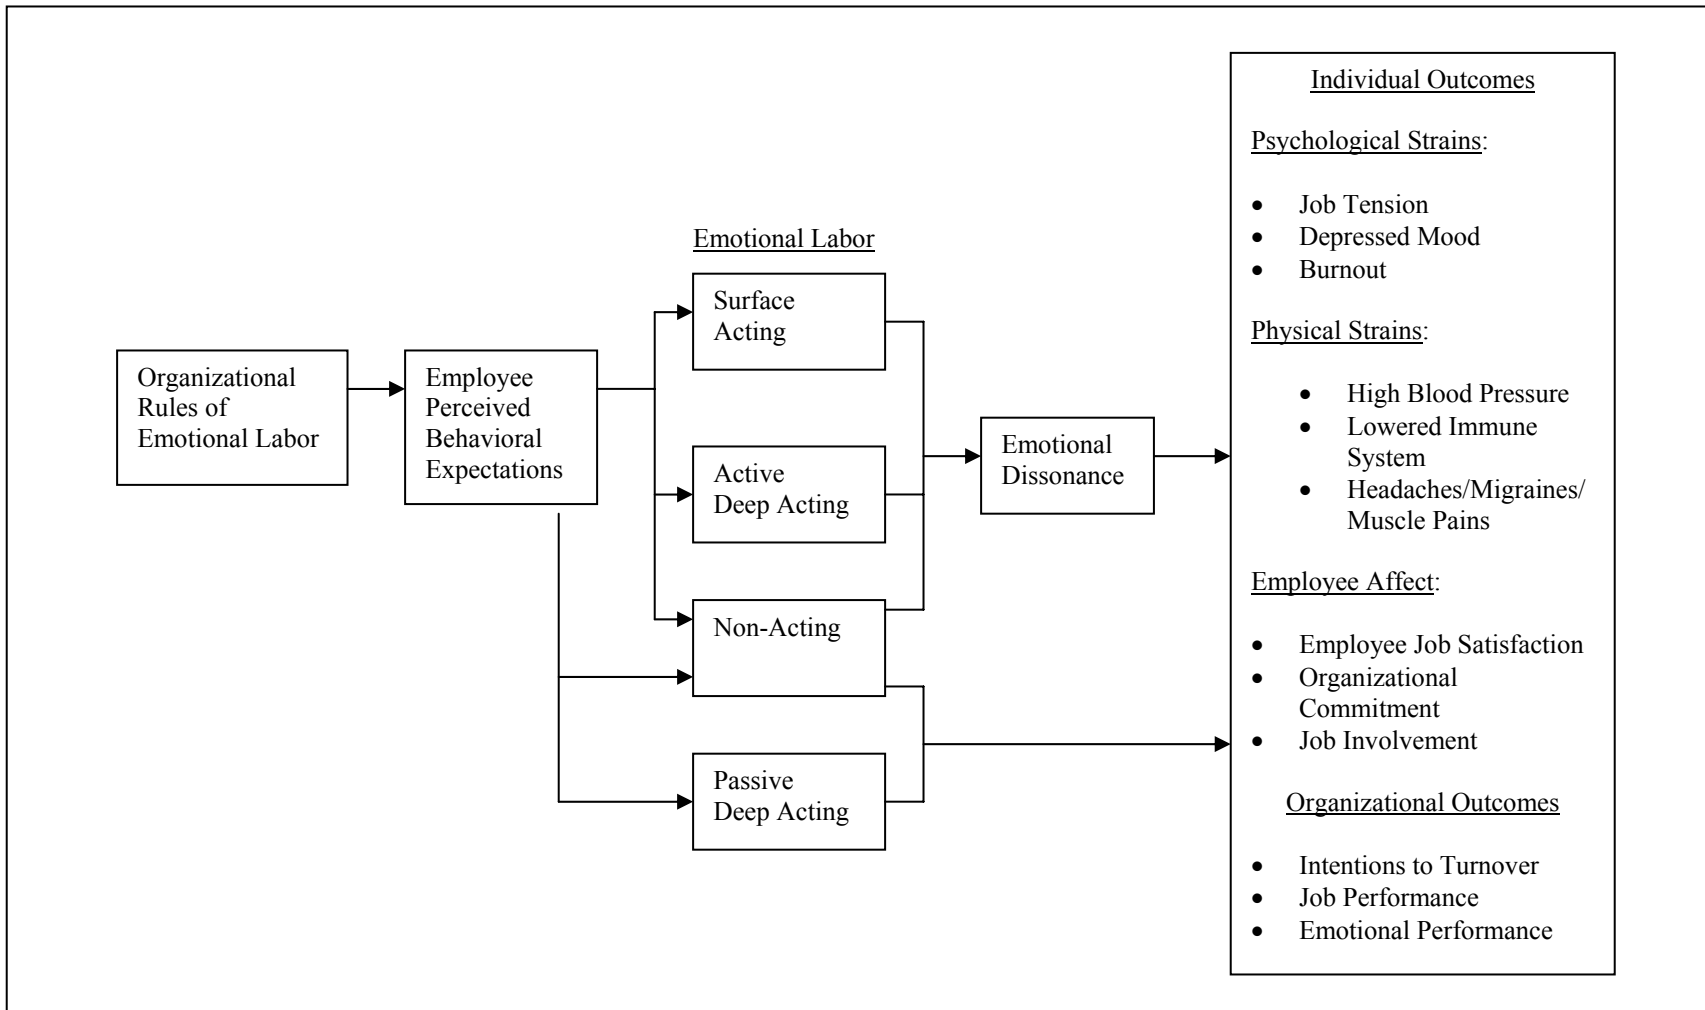 Organizational
Rules of
Emotional Labor
Employee
Perceived
Behavioral
Expectations
Emotional Labor
Surface
Acting
Active
Deep Acting
Non-Acting
Passive
Deep Acting
Emotional
Dissonance
Individual Outcomes
Psychological Strains:
• Job Tension
• Depressed Mood
• Burnout
Physical Strains:
• High Blood Pressure
• Lowered Immune
System
• Headaches/Migraines/
Muscle Pains
Employee Affect:
• Employee Job Satisfaction
• Organizational
Commitment
• Job Involvement
Organizational Outcomes
• Intentions to Turnover
• Job Performance
• Emotional Performance